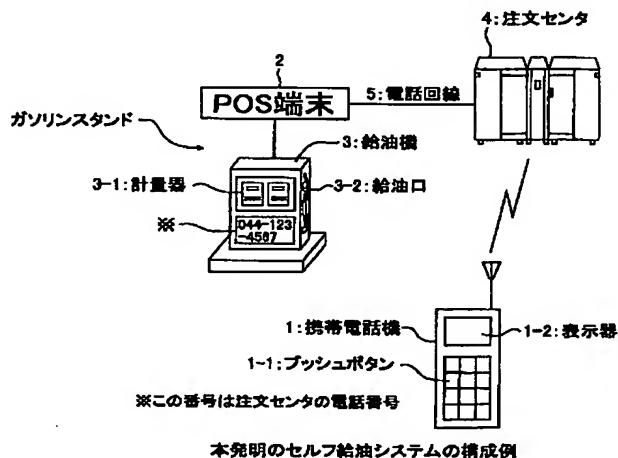 4:注文センタ
2
POS端末
5:電話回線
ガソリンスタンド
3:給油機
3-1:計量器
3-2:給油口
※
044-123
-4567
1:携帯電話機
1-2:表示器
1-1:プッシュボタン
※この番号は注文センタの電話番号
本発明のセルフ給油システムの構成例